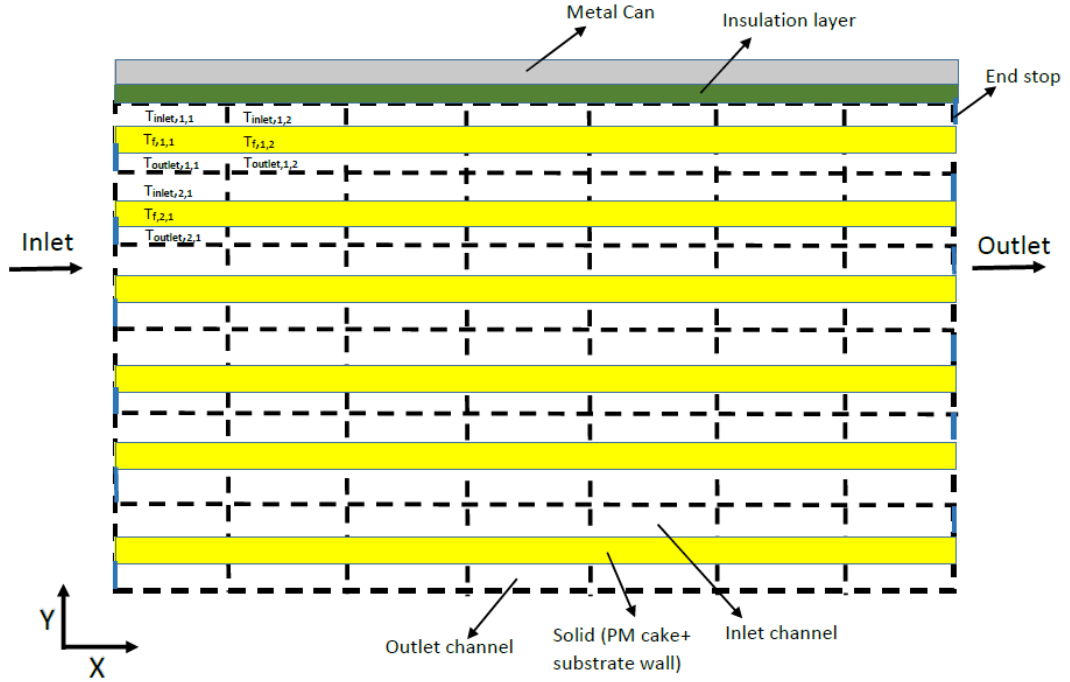 Metal Can
Insulation layer
End stop
Tinlet,1,1
Tinlet,1,2
Tf,1,1
Tf,1,2
Toutlet,1,1
Toutlet,1,2
Tinlet,2,1
Tf,2,1
Toutlet,2,1
Inlet
Outlet
Y
X
Outlet channel
Solid (PM cake+
substrate wall)
Inlet channel